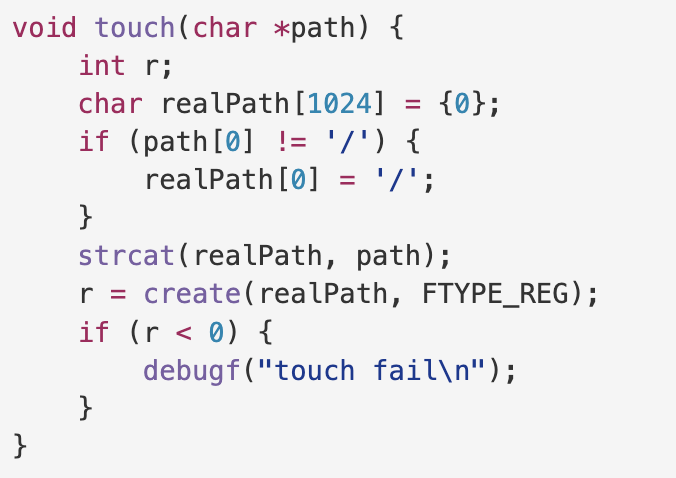 void touch(char *path) {
    int r;
    char realPath[1024] = {0};
    if (path[0] != '/') {
        realPath[0] = '/';
    }
    strcat(realPath, path);
    r = create(realPath, FTYPE_REG);
    if (r < 0) {
        debugf("touch fail\n");
    }
}